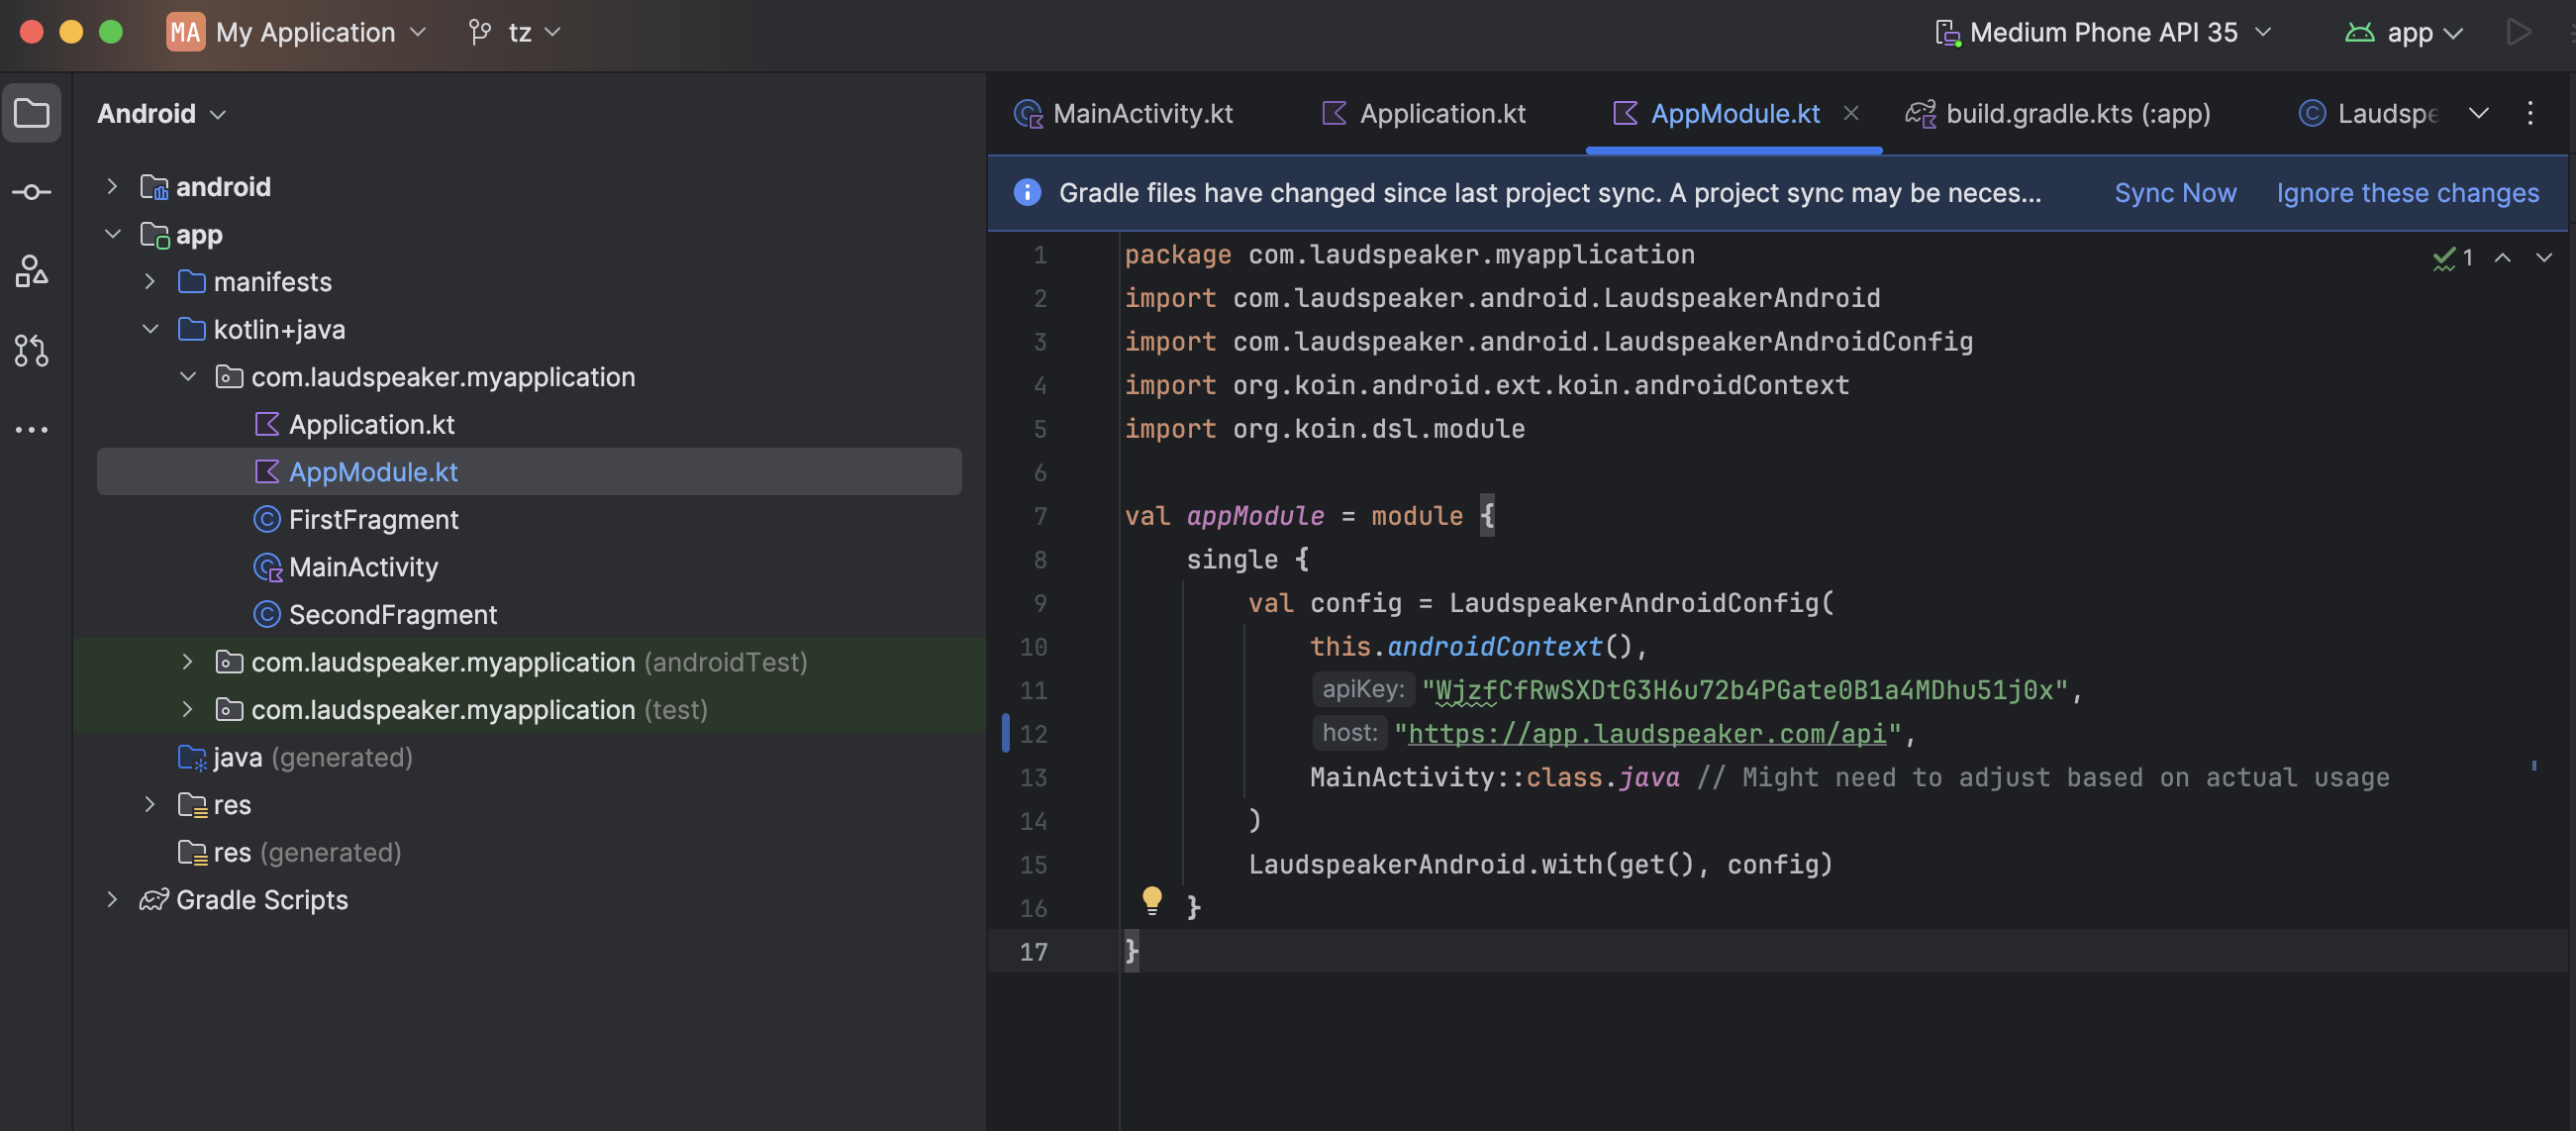 MA My Application tz Medium Phone API 35 app
Android
MainActivity.kt Application.kt AppModule.kt build.gradle.kts (:app) Laudspe
Gradle files have changed since last project sync. A project sync may be neces... Sync Now Ignore these changes
android
app
manifests
kotlin+java
com.laudspeaker.myapplication
Application.kt
AppModule.kt
FirstFragment
MainActivity
SecondFragment
com.laudspeaker.myapplication (androidTest)
com.laudspeaker.myapplication (test)
java (generated)
res
res (generated)
Gradle Scripts
1 package com.laudspeaker.myapplication
1
2 import com.laudspeaker.android.LaudspeakerAndroid
3 import com.laudspeaker.android.LaudspeakerAndroidConfig
4 import org.koin.android.ext.koin.androidContext
5 import org.koin.dsl.module
6
7 val appModule = module {
8 single {
9 val config = LaudspeakerAndroidConfig(
10 this.androidContext(),
11 apiKey: "WjzfCfRwSXDtG3H6u72b4PGate0B1a4MDhu51j0x",
12 host: "https://app.laudspeaker.com/api",
13 MainActivity::class.java // Might need to adjust based on actual usage
14 )
15 LaudspeakerAndroid.with(get(), config)
16 }
17 }